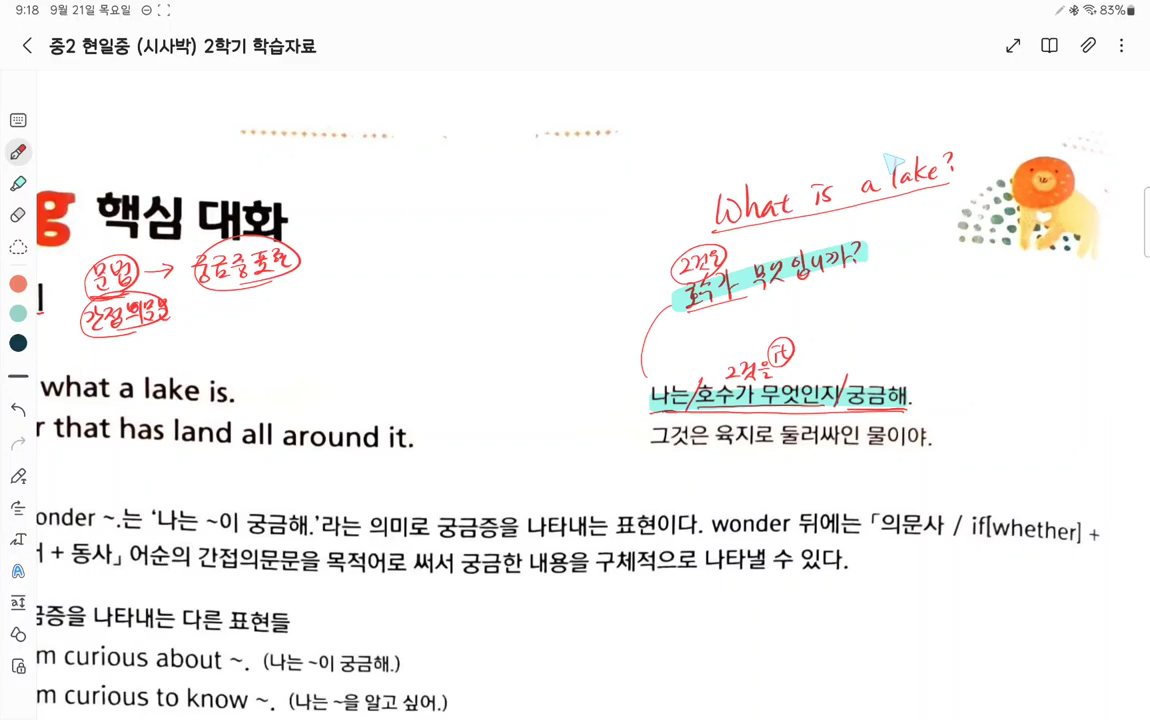 9:18 9월 21일 목요일
83%
중2 현일중 (시사박) 2학기 학습자료
What is a lake?
g 핵심 대화
문법 → 궁금증 표현
간접 의문문
그것은
호수가 무엇입니까?
그것을 it
what a lake is.
나는/호수가 무엇인지/궁금해.
r that has land all around it.
그것은 육지로 둘러싸인 물이야.
onder ~.는 ‘나는 ~이 궁금해.’라는 의미로 궁금증을 나타내는 표현이다. wonder 뒤에는 「의문사 / if[whether] +
어 + 동사」 어순의 간접의문문을 목적어로 써서 궁금한 내용을 구체적으로 나타낼 수 있다.
금증을 나타내는 다른 표현들
m curious about ~. (나는 ~이 궁금해.)
m curious to know ~. (나는 ~을 알고 싶어.)